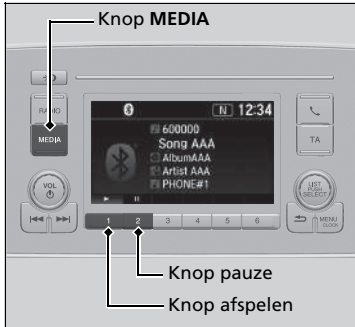 Knop MEDIA
RADIO
MEDIA
N 12:34
600000
Song AAA
AlbumAAA
Artist AAA
PHONE#1
TA
VOL
LIST
PUSH
SELECT
MENU
CLOCK
1 2 3 4 5 6
Knop pauze
Knop afspelen